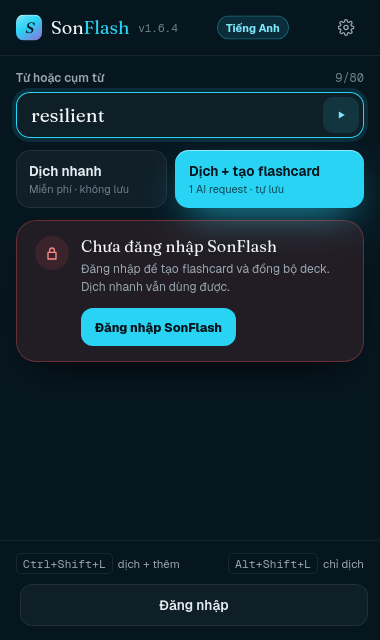 S SonFlash v1.6.4 Tiếng Anh
Từ hoặc cụm từ 9/80
resilient
Dịch nhanh
Miễn phí · không lưu
Dịch + tạo flashcard
1 AI request · tự lưu
Chưa đăng nhập SonFlash
Đăng nhập để tạo flashcard và đồng bộ deck.
Dịch nhanh vẫn dùng được.
Đăng nhập SonFlash
Ctrl+Shift+L dịch + thêm Alt+Shift+L chỉ dịch
Đăng nhập